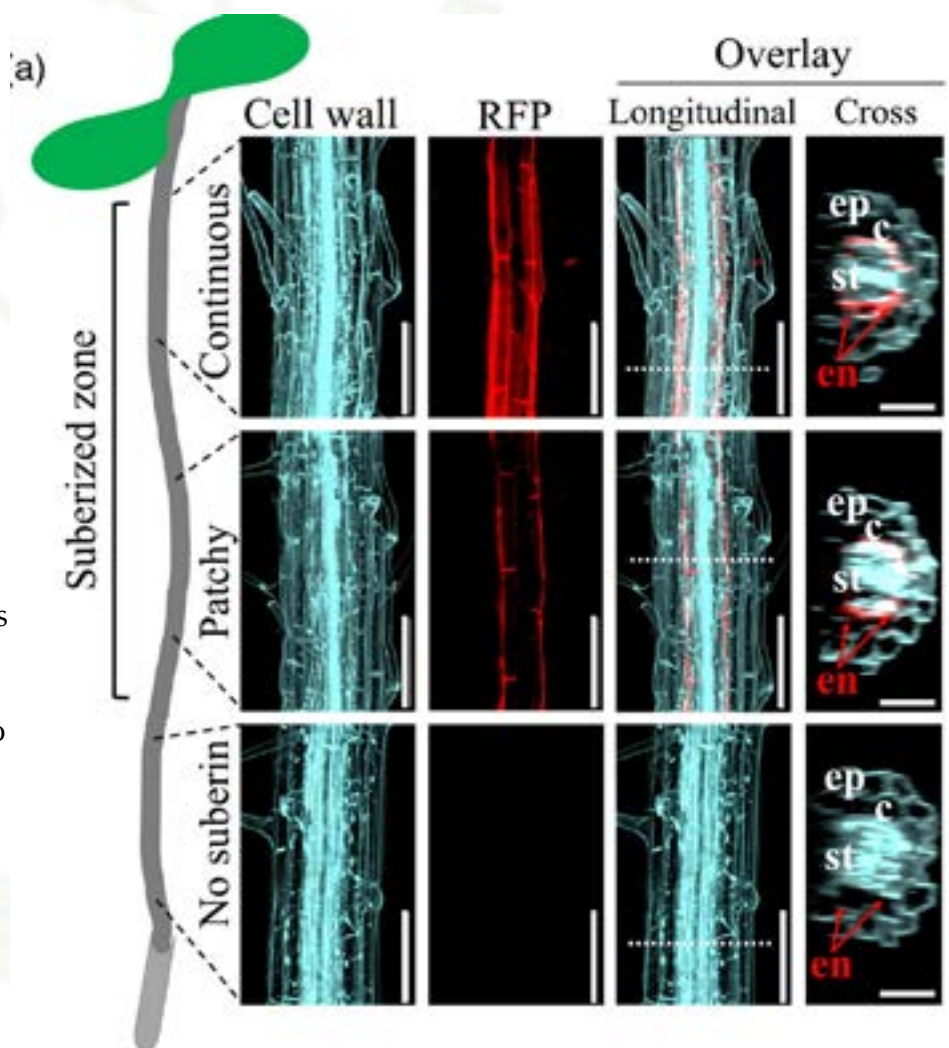 (a)
Overlay
Cell wall
RFP
Longitudinal
Cross
Suberized zone
Continuous
ep
c
st
en
Patchy
ep
c
st
en
No suberin
ep
c
st
en
s